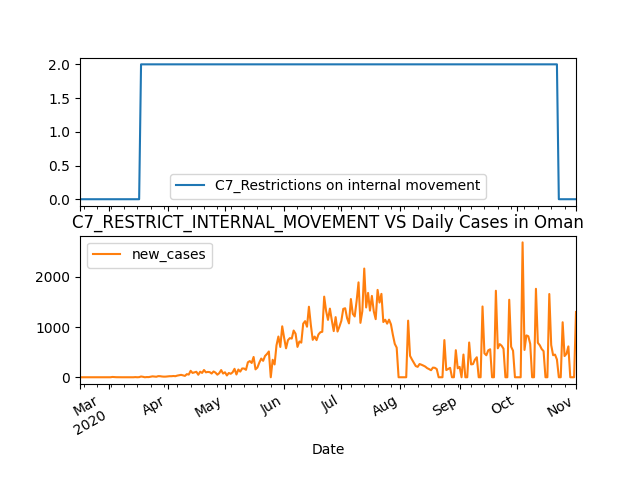 2.0
1.5
1.0
0.5
0.0
C7_Restrictions on internal movement
C7_RESTRICT_INTERNAL_MOVEMENT VS Daily Cases in Oman
new_cases
2000
1000
0
Mar
2020
Apr
May
Jun
Jul
Aug
Sep
Oct
Nov
Date